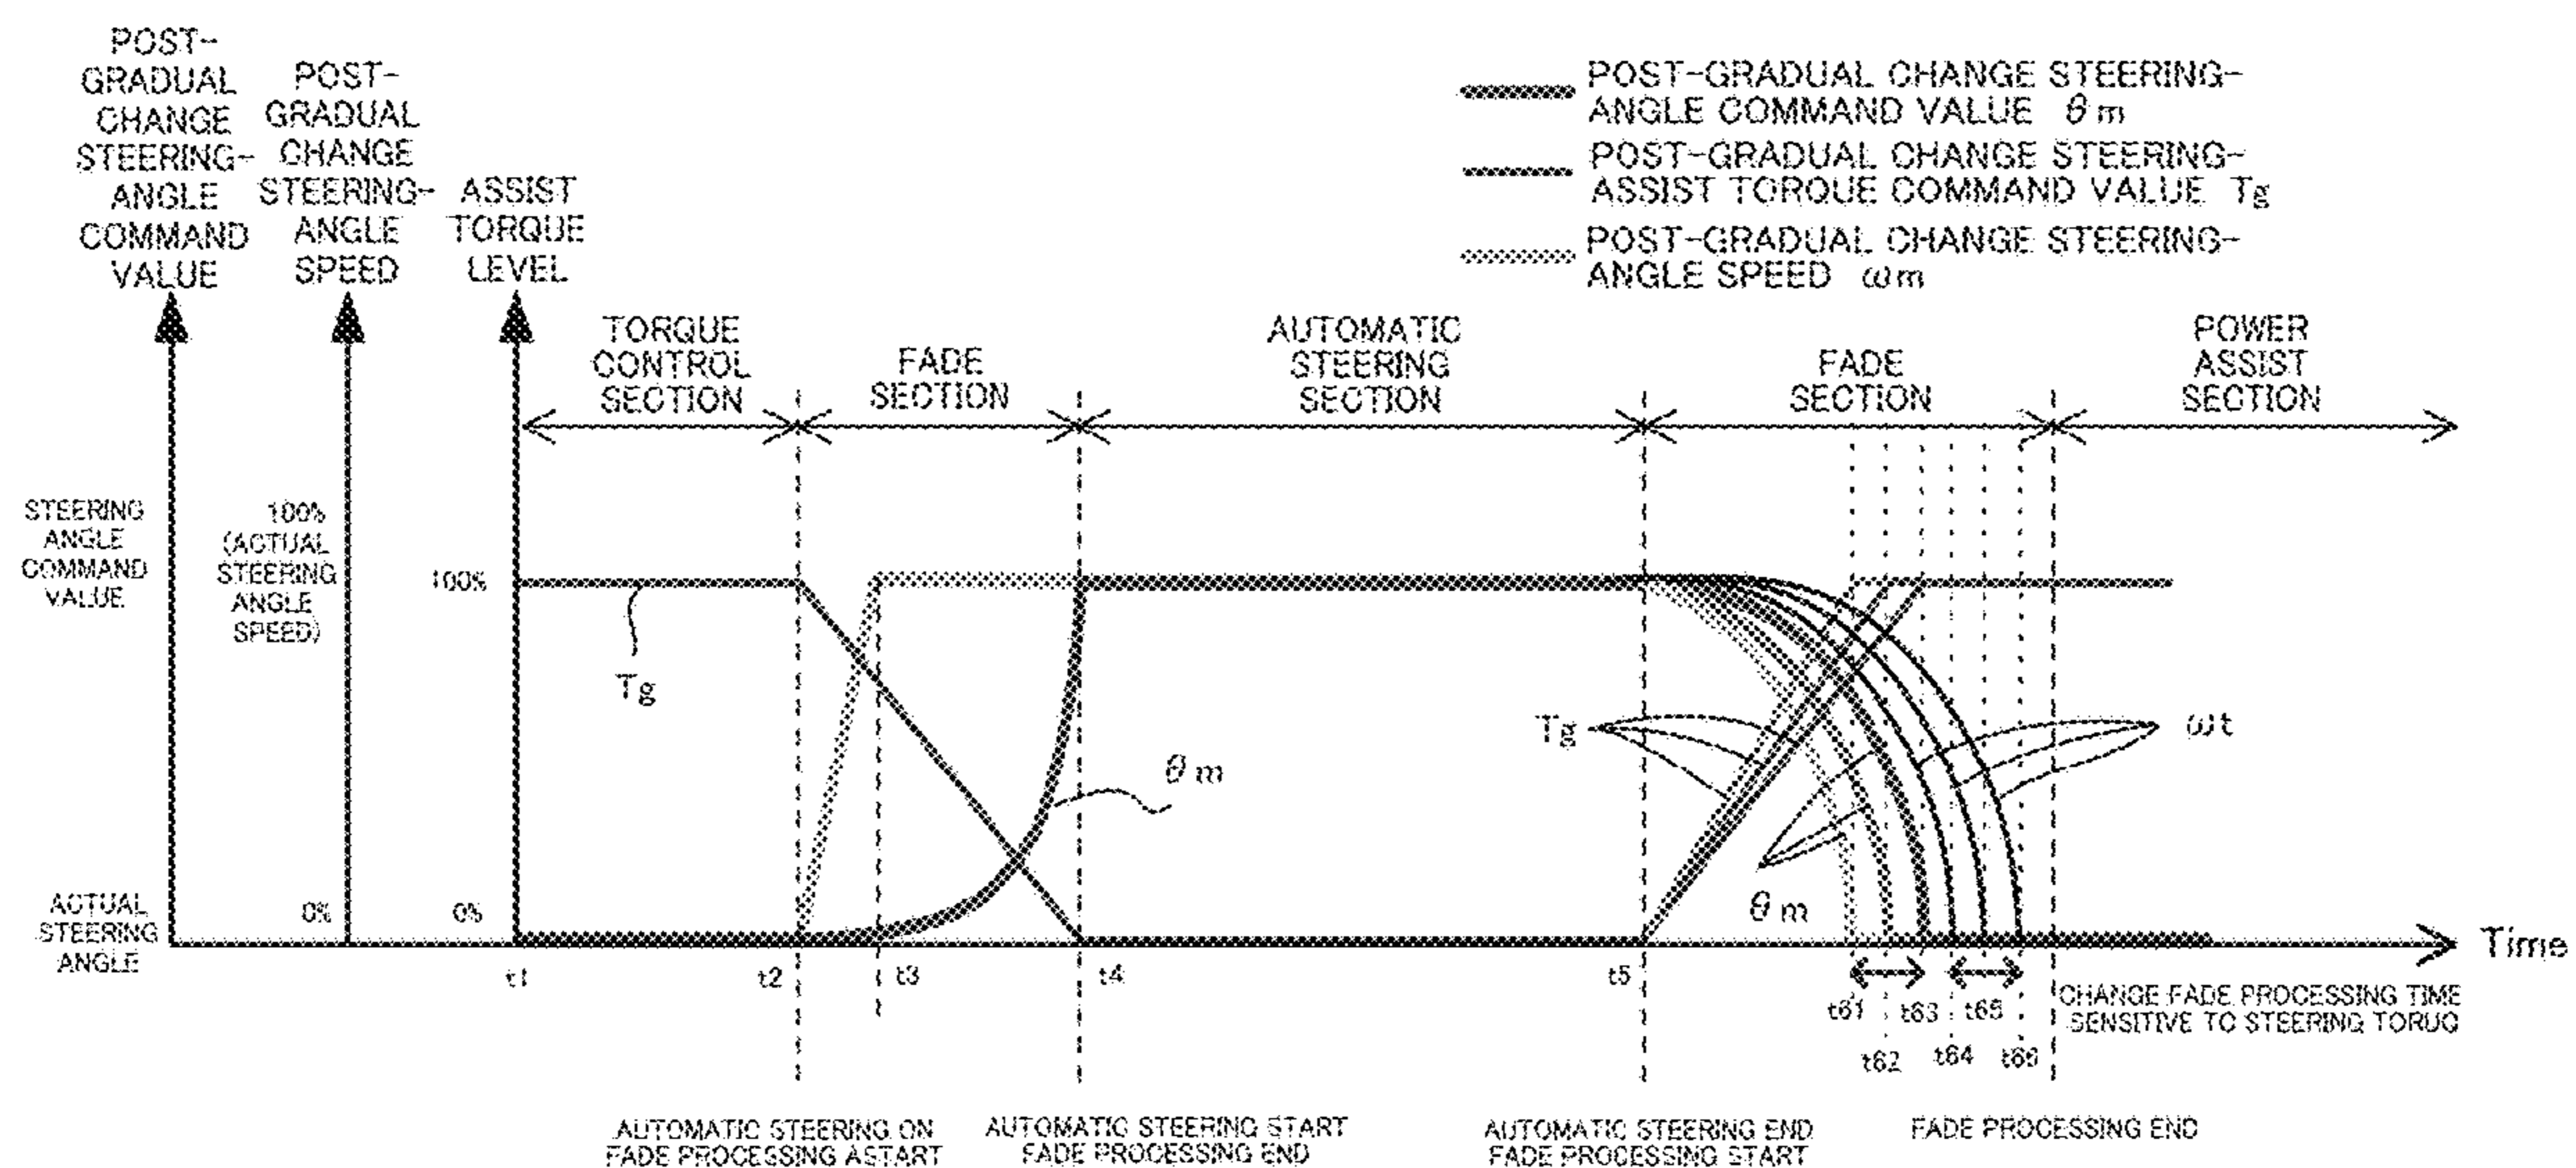 POST-
GRADUAL
CHANGE
STEERING-
ANGLE
COMMAND
VALUE
POST-
GRADUAL
CHANGE
STEERING-
ANGLE
SPEED
ASSIST
TORQUE
LEVEL
POST-GRADUAL CHANGE STEERING-
ANGLE COMMAND VALUE θm
POST-GRADUAL CHANGE STEERING-
ASSIST TORQUE COMMAND VALUE Tg
POST-GRADUAL CHANGE STEERING-
ANGLE SPEED ωm
TORQUE
CONTROL
SECTION
FADE
SECTION
AUTOMATIC
STEERING
SECTION
FADE
SECTION
POWER
ASSIST
SECTION
STEERING
ANGLE
COMMAND
VALUE
100%
(ACTUAL
STEERING
ANGLE
SPEED)
100%
Tg
θm
Tg
ωt
θm
ACTUAL
STEERING
ANGLE
0%
0%
Time
t1
t2
t3
t4
t5
t61
t63
t65
t62
t64
t66
CHANGE FADE PROCESSING TIME
SENSITIVE TO STEERING TORUQ
AUTOMATIC STEERING ON
FADE PROCESSING ASTART
AUTOMATIC STEERING START
FADE PROCESSING END
AUTOMATIC STEERING END
FADE PROCESSING START
FADE PROCESSING END